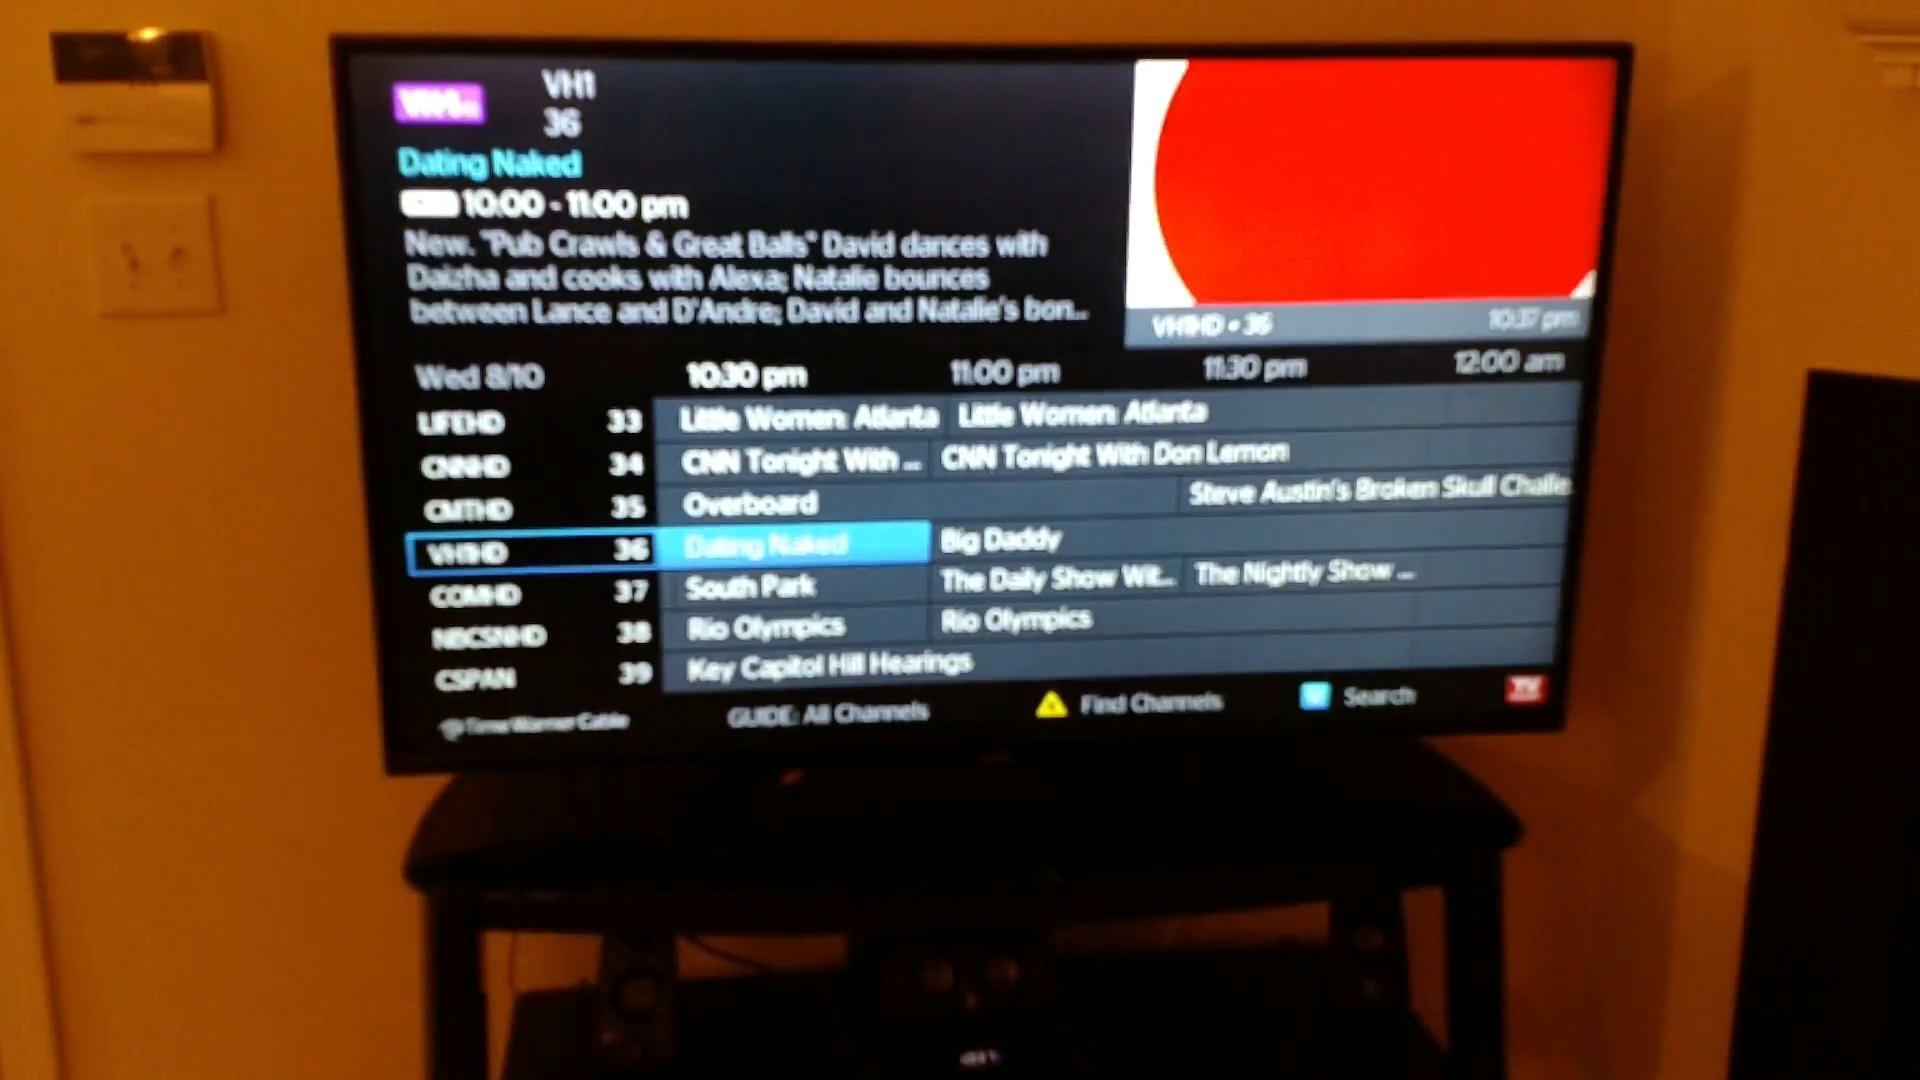 VH1
36
Dating Naked
10:00 - 11:00 pm
New. "Pub Crawls & Great Balls" David dances with
Daizha and cooks with Alexa; Natalie bounces
between Lance and D'Andre; David and Natalie's bon...
VH1HD • 36 10:37 pm
Wed 8/10 10:30 pm 11:00 pm 11:30 pm 12:00 am
LIFEHD 33 Little Women: Atlanta Little Women: Atlanta
CNNHD 34 CNN Tonight With ... CNN Tonight With Don Lemon
CMTHD 35 Overboard Steve Austin's Broken Skull Challe
VH1HD 36 Dating Naked Big Daddy
COMHD 37 South Park The Daily Show Wit... The Nightly Show ...
NBCSNHD 38 Rio Olympics Rio Olympics
CSPAN 39 Key Capitol Hill Hearings
Time Warner Cable GUIDE: All Channels A Find Channels Search